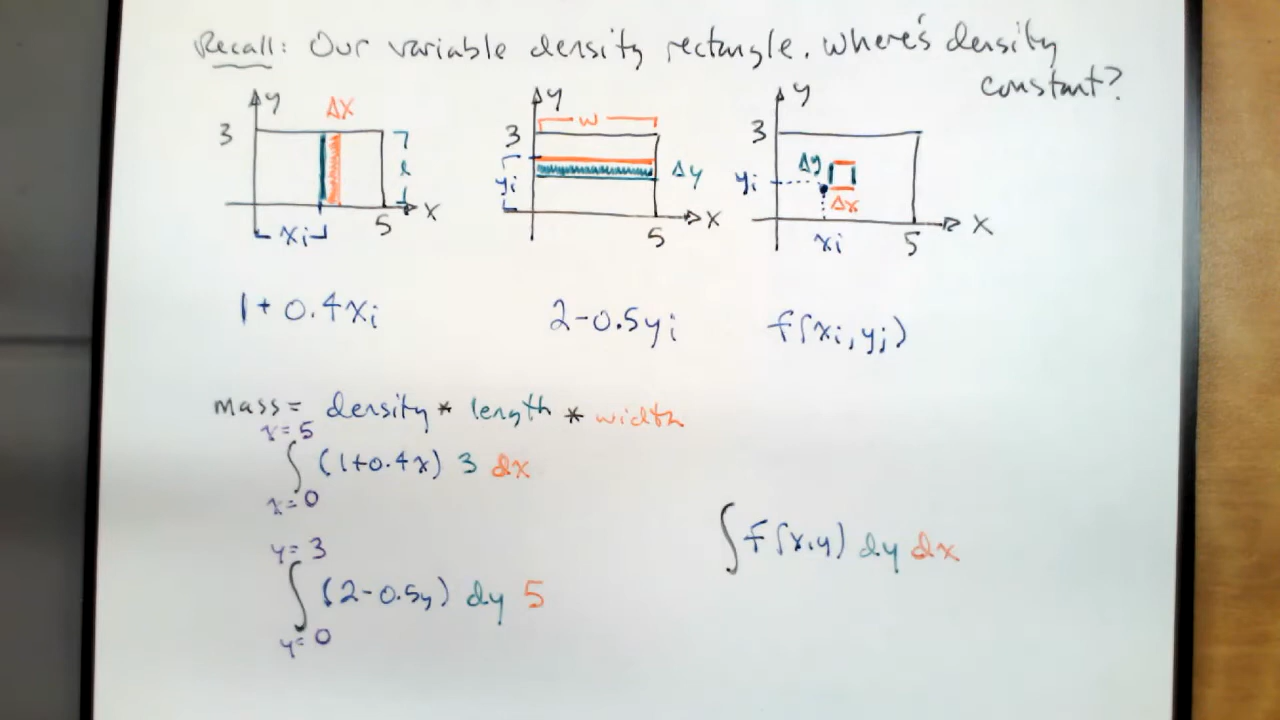 Recall: Our variable density rectangle. Where's density
constant?
y Δx 3 l xi 5 x
y w 3 Δy yi 5 x
y 3 Δy yi Δx xi 5 x
1+0.4xi
2-0.5yi
f(xi,yi)
mass = density * length * width
x=5
∫ (1+0.4x) 3 dx
x=0
y=3
∫ (2-0.5y) dy 5
y=0
∫ f(x,y) dy dx